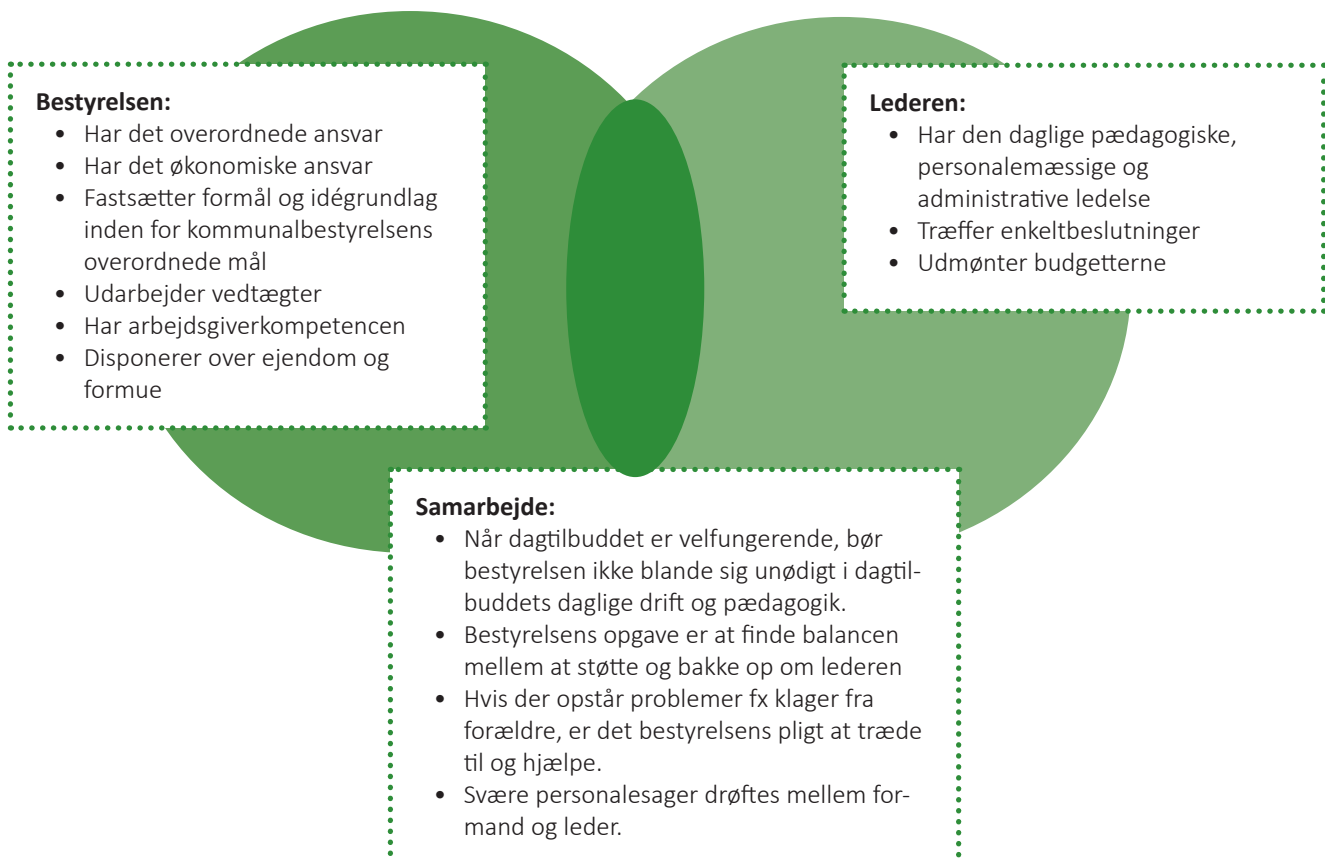 Bestyrelsen:
• Har det overordnede ansvar
• Har det økonomiske ansvar
• Fastsætter formål og idégrundlag
inden for kommunalbestyrelsens
overordnede mål
• Udarbejder vedtægter
• Har arbejdsgiverkompetencen
• Disponerer over ejendom og
formue
Lederen:
• Har den daglige pædagogiske,
personalemæssige og
administrative ledelse
• Træffer enkeltbeslutninger
• Udmønter budgetterne
Samarbejde:
• Når dagtilbuddet er velfungerende, bør
bestyrelsen ikke blande sig unødigt i dagtil-
buddets daglige drift og pædagogik.
• Bestyrelsens opgave er at finde balancen
mellem at støtte og bakke op om lederen
• Hvis der opstår problemer fx klager fra
forældre, er det bestyrelsens pligt at træde
til og hjælpe.
• Svære personalesager drøftes mellem for-
mand og leder.